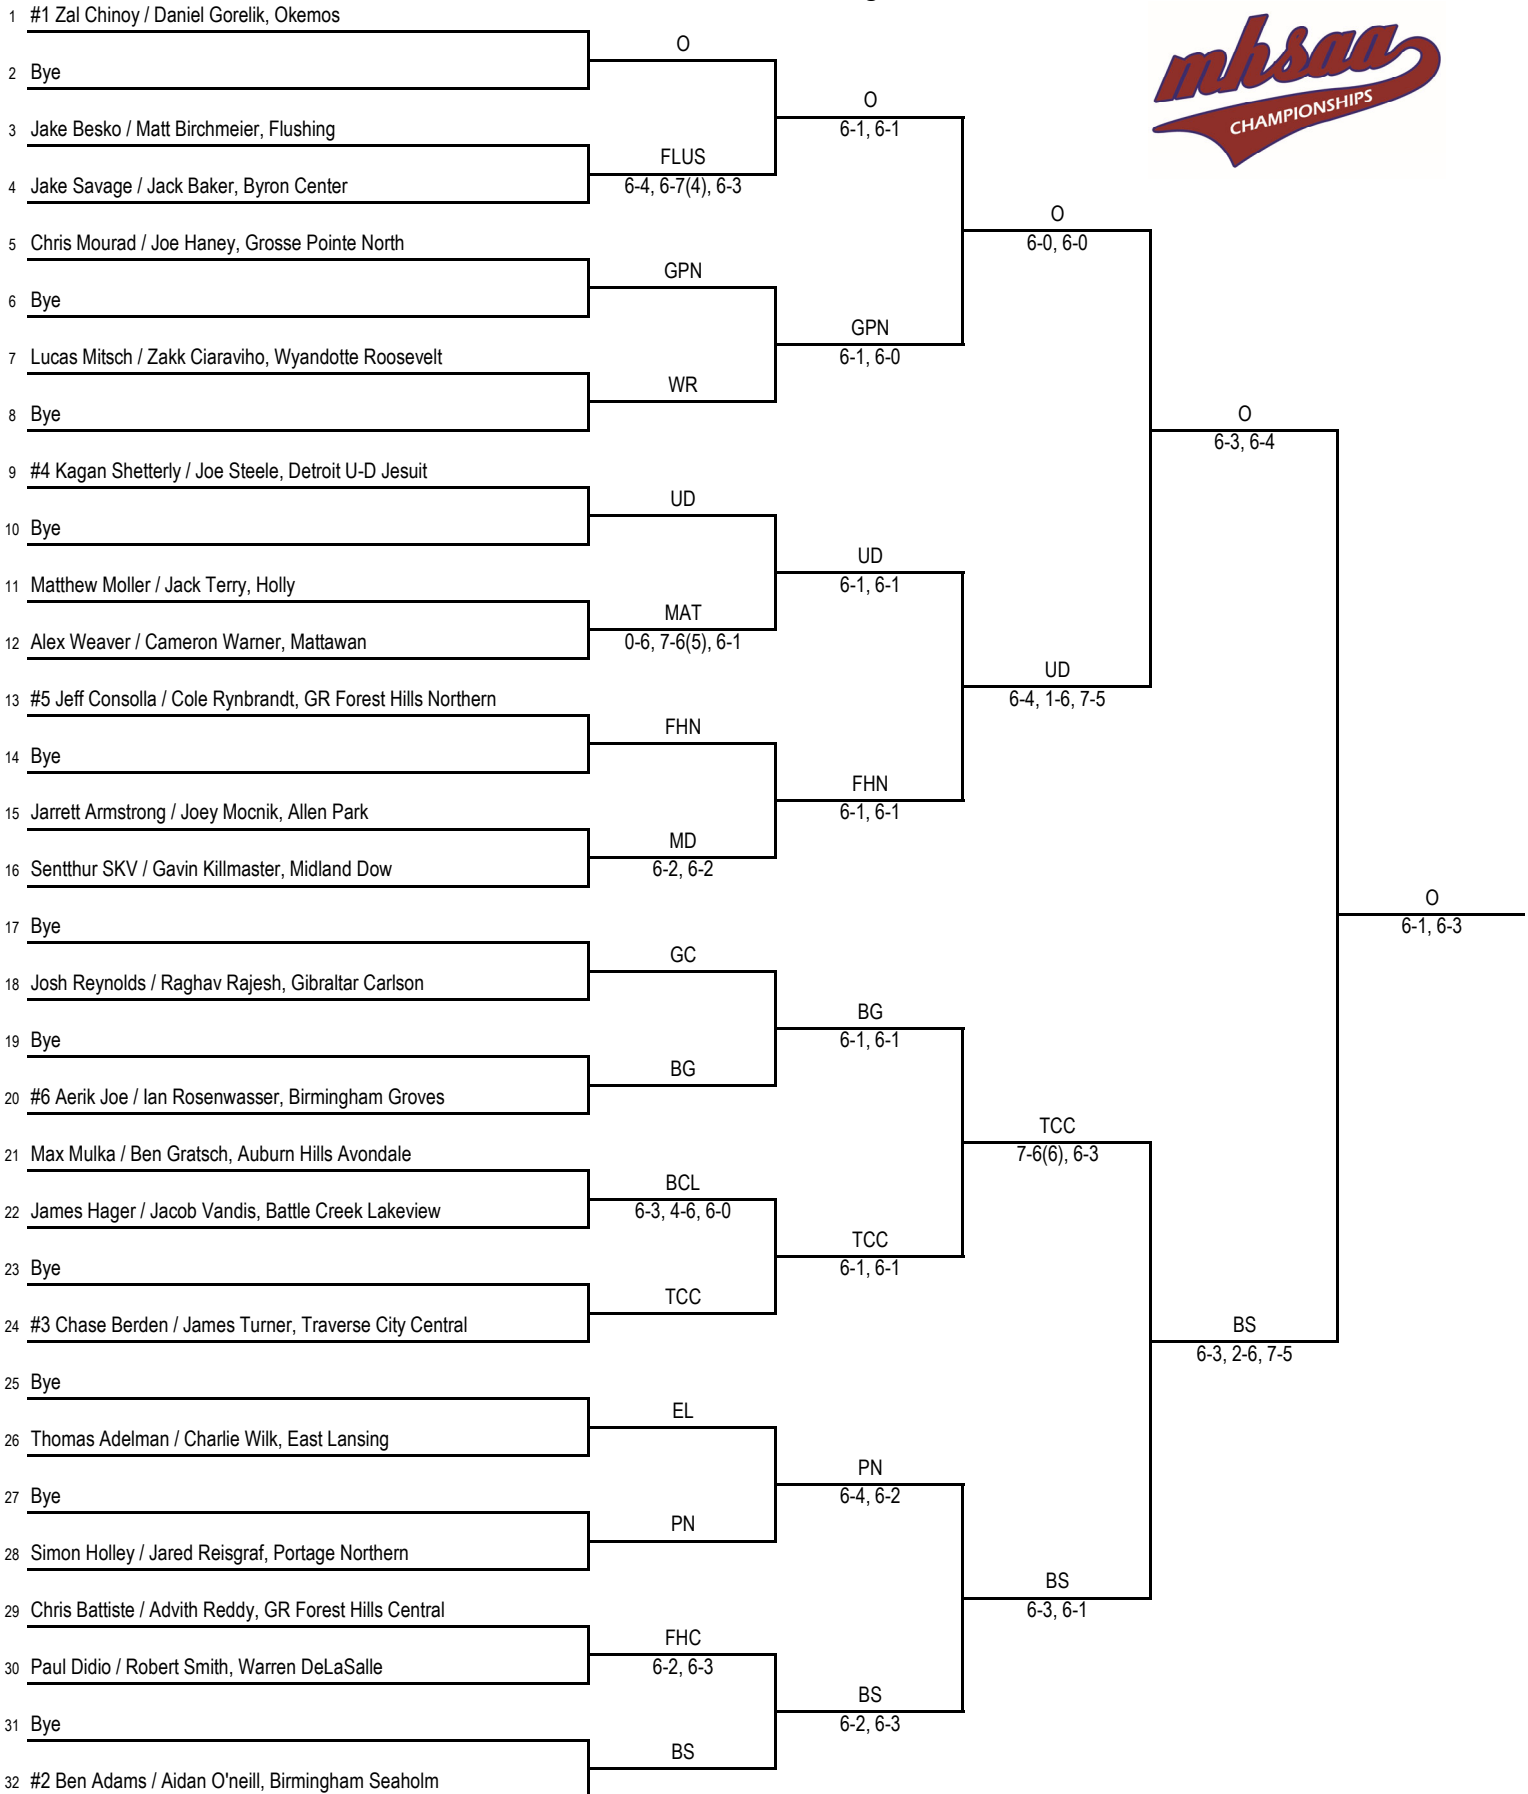 1 #1 Zal Chinoy / Daniel Gorelik, Okemos
O
2 Bye
O
6-1, 6-1
3 Jake Besko / Matt Birchmeier, Flushing
FLUS
6-4, 6-7(4), 6-3
4 Jake Savage / Jack Baker, Byron Center
O
6-0, 6-0
5 Chris Mourad / Joe Haney, Grosse Pointe North
GPN
6 Bye
GPN
6-1, 6-0
7 Lucas Mitsch / Zakk Ciaraviho, Wyandotte Roosevelt
WR
8 Bye
O
6-3, 6-4
9 #4 Kagan Shetterly / Joe Steele, Detroit U-D Jesuit
UD
10 Bye
UD
6-1, 6-1
11 Matthew Moller / Jack Terry, Holly
MAT
0-6, 7-6(5), 6-1
12 Alex Weaver / Cameron Warner, Mattawan
UD
6-4, 1-6, 7-5
13 #5 Jeff Consolla / Cole Rynbrandt, GR Forest Hills Northern
FHN
14 Bye
FHN
6-1, 6-1
15 Jarrett Armstrong / Joey Mocnik, Allen Park
MD
6-2, 6-2
16 Sentthur SKV / Gavin Killmaster, Midland Dow
O
6-1, 6-3
17 Bye
GC
18 Josh Reynolds / Raghav Rajesh, Gibraltar Carlson
BG
6-1, 6-1
19 Bye
BG
20 #6 Aerik Joe / Ian Rosenwasser, Birmingham Groves
TCC
7-6(6), 6-3
21 Max Mulka / Ben Gratsch, Auburn Hills Avondale
BCL
6-3, 4-6, 6-0
22 James Hager / Jacob Vandis, Battle Creek Lakeview
TCC
6-1, 6-1
23 Bye
TCC
24 #3 Chase Berden / James Turner, Traverse City Central
BS
6-3, 2-6, 7-5
25 Bye
EL
26 Thomas Adelman / Charlie Wilk, East Lansing
PN
6-4, 6-2
27 Bye
PN
28 Simon Holley / Jared Reisgraf, Portage Northern
BS
6-3, 6-1
29 Chris Battiste / Advith Reddy, GR Forest Hills Central
FHC
6-2, 6-3
30 Paul Didio / Robert Smith, Warren DeLaSalle
BS
6-2, 6-3
31 Bye
BS
32 #2 Ben Adams / Aidan O'neill, Birmingham Seaholm
mhsaa
CHAMPIONSHIPS